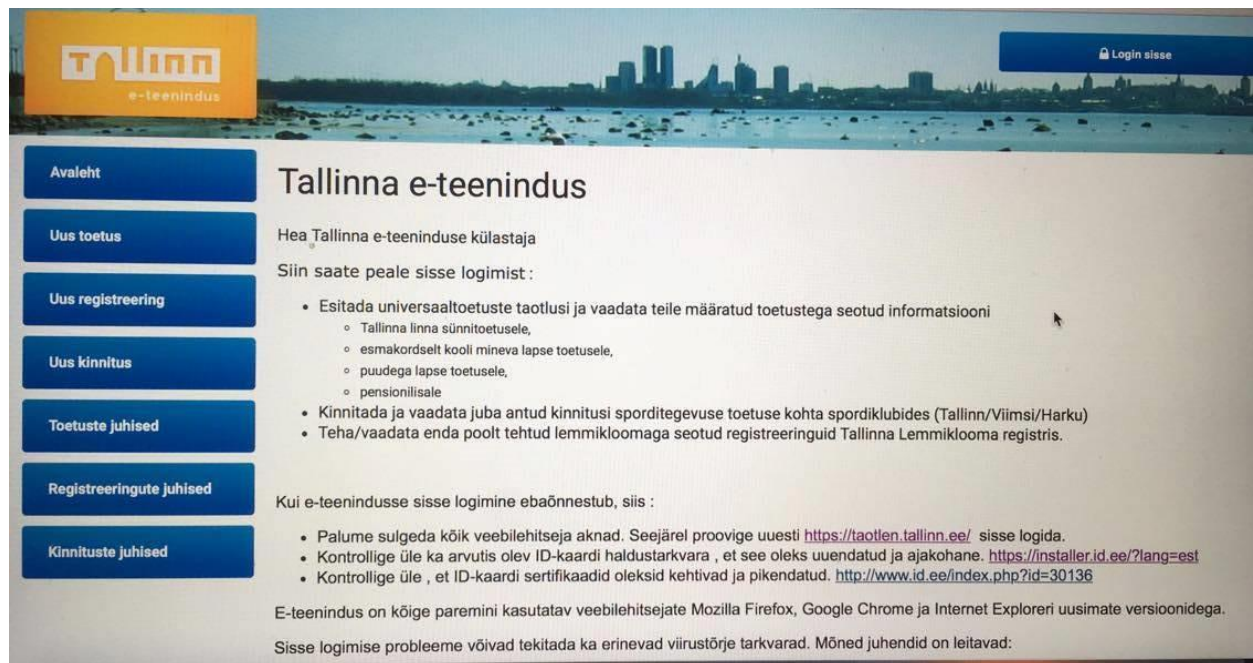 Tallinn
e-teenindus
Login sisse
Avaleht
Uus toetus
Uus registreering
Uus kinnitus
Toetuste juhised
Registreeringute juhised
Kinnituste juhised
Tallinna e-teenindus
Hea Tallinna e-teeninduse külastaja
Siin saate peale sisse logimist :
• Esitada universaaltoetuste taotlusi ja vaadata teile määratud toetustega seotud informatsiooni
◦ Tallinna linna sünnitoetusele,
◦ esmakordselt kooli mineva lapse toetusele,
◦ puudega lapse toetusele,
◦ pensionilisale
• Kinnitada ja vaadata juba antud kinnitusi sporditegevuse toetuse kohta spordiklubides (Tallinn/Viimsi/Harku)
• Teha/vaadata enda poolt tehtud lemmikloomaga seotud registreeringuid Tallinna Lemmiklooma registris.
Kui e-teenindusse sisse logimine ebaõnnestub, siis :
• Palume sulgeda kõik veebilehitseja aknad. Seejärel proovige uuesti https://taotlen.tallinn.ee/ sisse logida.
• Kontrollige üle ka arvutis olev ID-kaardi haldustarkvara , et see oleks uuendatud ja ajakohane. https://installer.id.ee/?lang=est
• Kontrollige üle , et ID-kaardi sertifikaadid oleksid kehtivad ja pikendatud. http://www.id.ee/index.php?id=30136
E-teenindus on kõige paremini kasutatav veebilehitsejate Mozilla Firefox, Google Chrome ja Internet Exploreri uusimate versioonidega.
Sisse logimise probleeme võivad tekitada ka erinevad viirustõrje tarkvarad. Mõned juhendid on leitavad: